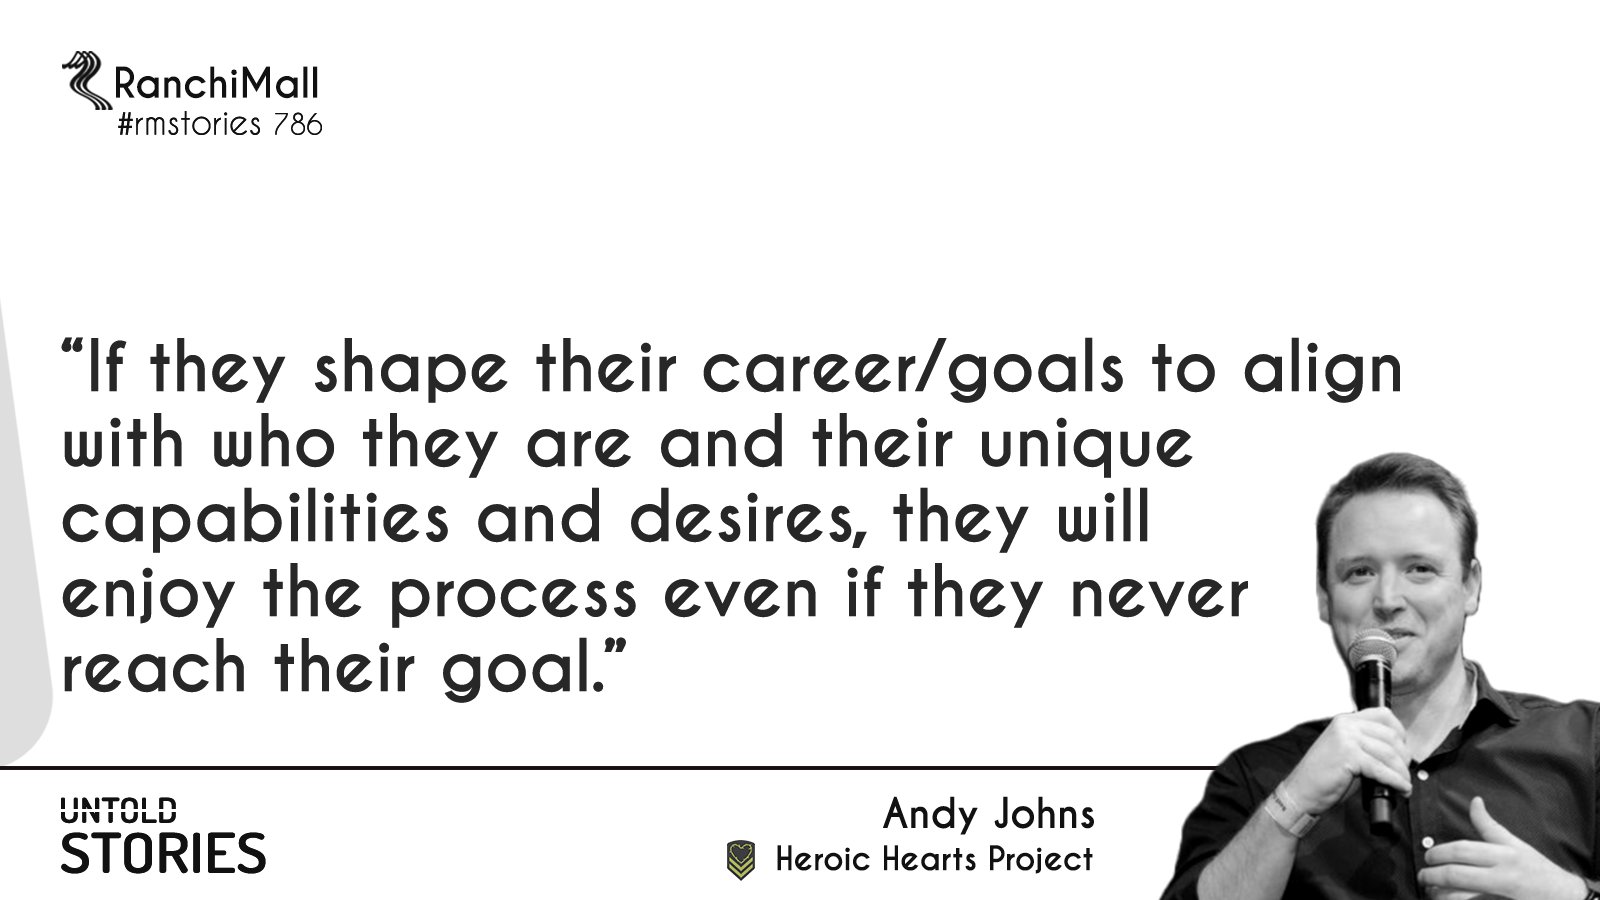 RanchiMall
#rmstories 786
“If they shape their career/goals to align
with who they are and their unique
capabilities and desires, they will
enjoy the process even if they never
reach their goal.”
UNTOLD
STORIES
Andy Johns
Heroic Hearts Project